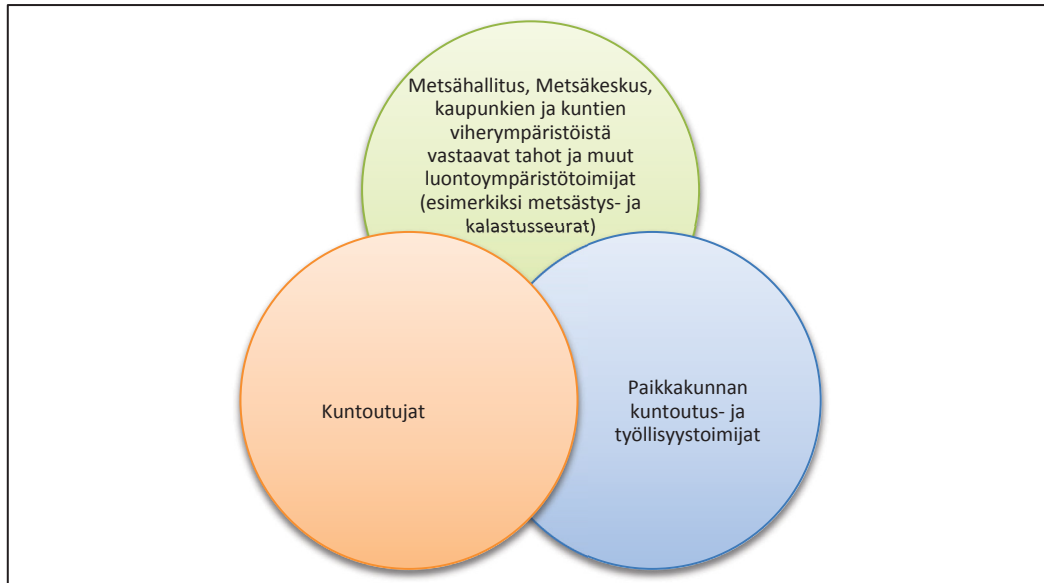 Metsähallitus, Metsäkeskus,
kaupunkien ja kuntien
viherympäristöistä
vastaavat tahot ja muut
luontoympäristötoimijat
(esimerkiksi metsästys- ja
kalastusseurat)
Kuntoutujat
Paikkakunnan
kuntoutus- ja
työllisyystoimijat